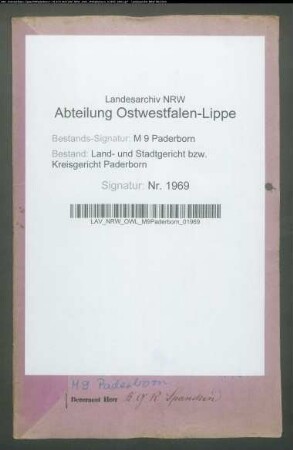 Landesarchiv NRW
Abteilung Ostwestfalen-Lippe
Bestands-Signatur: M 9 Paderborn
Bestand: Land- und Stadtgericht bzw.
Kreisgericht Paderborn
Signatur: Nr. 1969
LAV_NRW_OWL_M9Paderborn_01969
M9 Paderborn